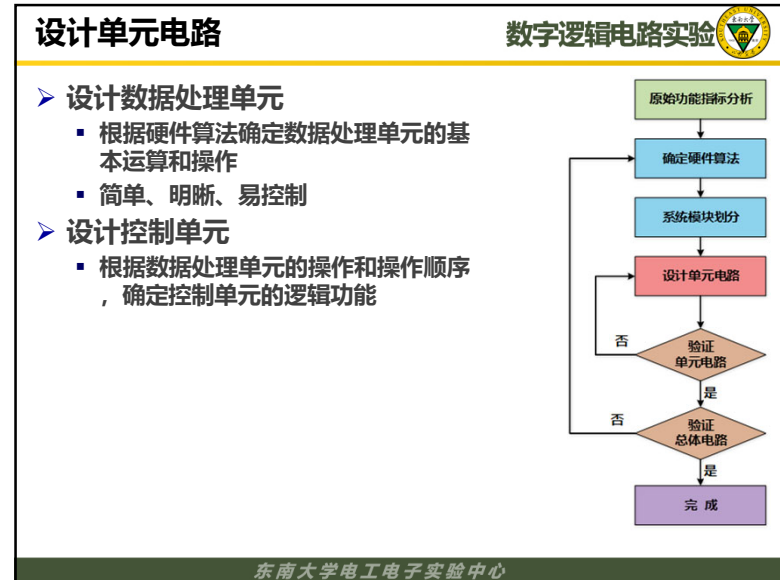 设计单元电路
数字逻辑电路实验
设计数据处理单元
根据硬件算法确定数据处理单元的基
本运算和操作
简单、明晰、易控制
设计控制单元
根据数据处理单元的操作和操作顺序
，确定控制单元的逻辑功能
原始功能指标分析
确定硬件算法
系统模块划分
设计单元电路
否
验证
单元电路
是
否
验证
总体电路
是
完 成
东南大学电工电子实验中心